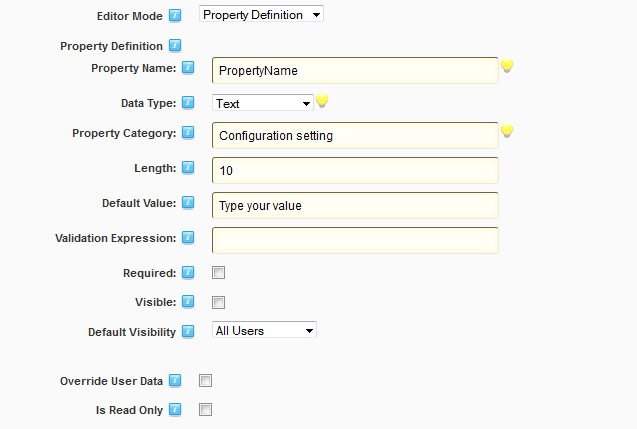 Editor Mode Property Definition
Property Definition
Property Name: PropertyName
Data Type: Text
Property Category: Configuration setting
Length: 10
Default Value: Type your value
Validation Expression:
Required:
Visible:
Default Visibility All Users
Override User Data
Is Read Only